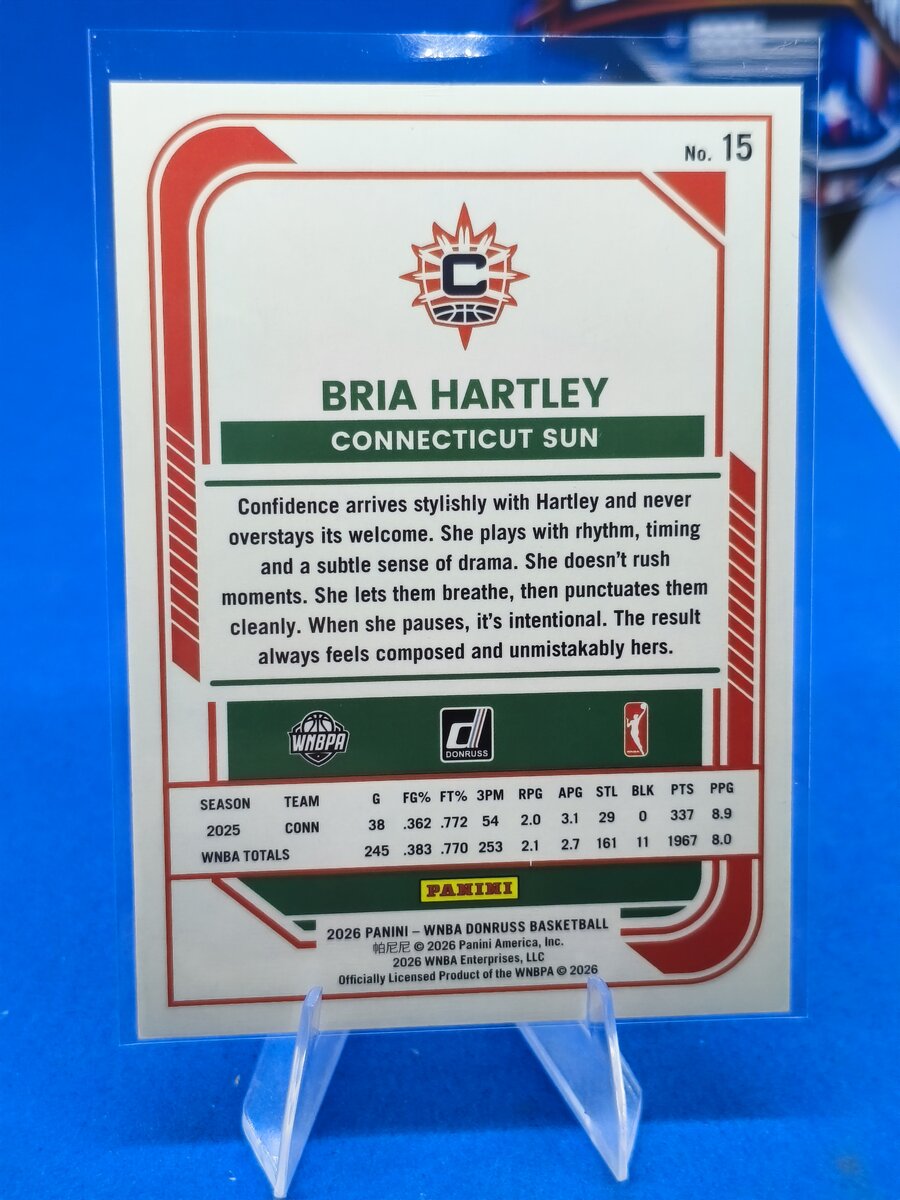 No. 15
C
BRIA HARTLEY
CONNECTICUT SUN
Confidence arrives stylishly with Hartley and never
overstays its welcome. She plays with rhythm, timing
and a subtle sense of drama. She doesn't rush
moments. She lets them breathe, then punctuates them
cleanly. When she pauses, it's intentional. The result
always feels composed and unmistakably hers.
WNBPA
d
DONRUSS
WNBA
SEASON TEAM G FG% FT% 3PM RPG APG STL BLK PTS PPG
2025 CONN 38 .362 .772 54 2.0 3.1 29 0 337 8.9
WNBA TOTALS 245 .383 .770 253 2.1 2.7 161 11 1967 8.0
PANINI
2026 PANINI – WNBA DONRUSS BASKETBALL
帕尼尼 © 2026 Panini America, Inc.
2026 WNBA Enterprises, LLC
Officially Licensed Product of the WNBPA © 2026